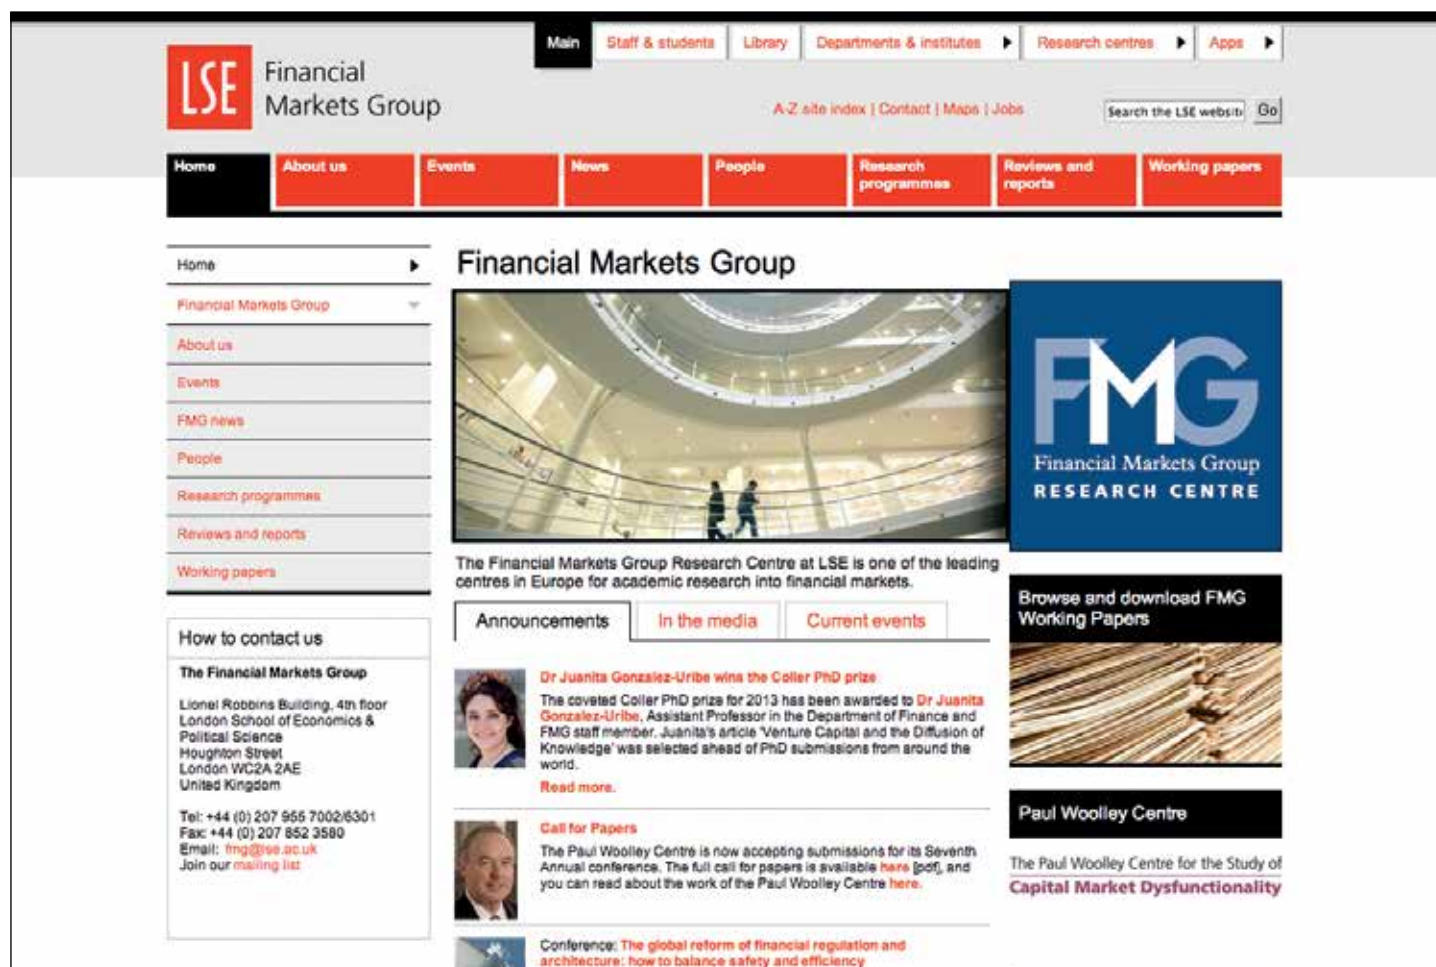 Main
Staff & students
Library
Departments & institutes
Research centres
Apps
LSE
Financial
Markets Group
A-Z site index | Contact | Maps | Jobs
Search the LSE websit
Go
Home
About us
Events
News
People
Research
programmes
Reviews and
reports
Working papers
Home
Financial Markets Group
About us
Events
FMG news
People
Research programmes
Reviews and reports
Working papers
How to contact us
The Financial Markets Group
Lionel Robbins Building, 4th floor
London School of Economics &
Political Science
Houghton Street
London WC2A 2AE
United Kingdom
Tel: +44 (0) 207 955 7002/6301
Fax: +44 (0) 207 852 3580
Email: fmg@lse.ac.uk
Join our mailing list
Financial Markets Group
The Financial Markets Group Research Centre at LSE is one of the leading
centres in Europe for academic research into financial markets.
Announcements
In the media
Current events
Dr Juanita Gonzalez-Uribe wins the Coller PhD prize
The coveted Coller PhD prize for 2013 has been awarded to Dr Juanita
Gonzalez-Uribe, Assistant Professor in the Department of Finance and
FMG staff member. Juanita's article 'Venture Capital and the Diffusion of
Knowledge' was selected ahead of PhD submissions from around the
world.
Read more.
Call for Papers
The Paul Woolley Centre is now accepting submissions for its Seventh
Annual conference. The full call for papers is available here [pdf], and
you can read about the work of the Paul Woolley Centre here.
Conference: The global reform of financial regulation and
architecture: how to balance safety and efficiency
FMG
Financial Markets Group
RESEARCH CENTRE
Browse and download FMG
Working Papers
Paul Woolley Centre
The Paul Woolley Centre for the Study of
Capital Market Dysfunctionality